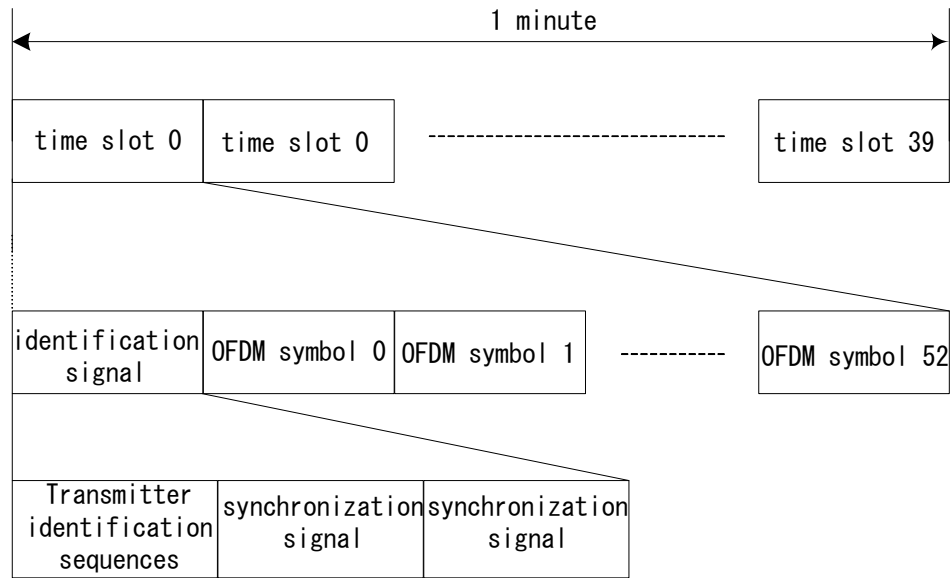 1 minute
time slot 0
time slot 0
time slot 39
identification
signal
OFDM symbol 0
OFDM symbol 1
OFDM symbol 52
Transmitter
identification
sequences
synchronization
signal
synchronization
signal